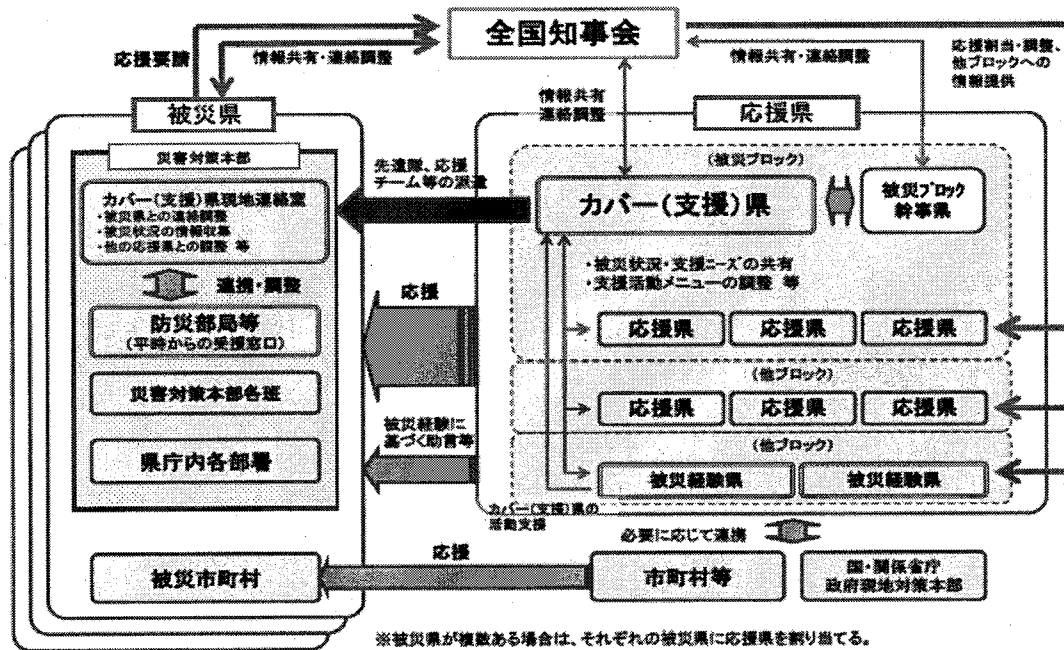 全国知事会
応援要請
情報共有・連絡調整
情報共有
連絡調整
情報共有・連絡調整
応援割当・調整、
他ブロックへの
情報提供
被災県
災害対策本部
カバー(支援)県現地連絡室
・被災県との連絡調整
・被災状況の情報収集
・他の応援県との調整 等
連携・調整
防災部局等
(平時からの受援窓口)
災害対策本部各班
県庁内各部署
被災市町村
先遣隊、応援
チーム等の派遣
応援
被災経験に
基づく助言等
応援
応援県
(被災ブロック)
カバー(支援)県
被災ブロック
幹事県
・被災状況・支援ニーズの共有
・支援活動メニューの調整 等
応援県 応援県 応援県
(他ブロック)
応援県 応援県 応援県
(他ブロック)
被災経験県 被災経験県
カバー(支援)県の
活動支援
必要に応じて連携
市町村等
国・関係省庁
政府現地対策本部
※被災県が複数ある場合は、それぞれの被災県に応援県を割り当てる。